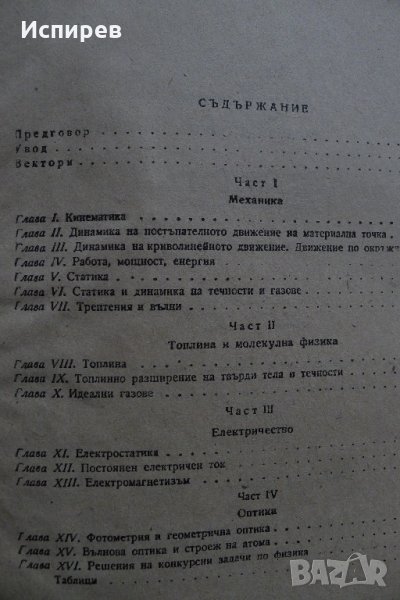 Испирев
СЪДЪРЖАНИЕ
Предговор
Увод
Вектори
Част I
Механика
Глава I. Кинематика
Глава II. Динамика на постъпателното движение на материална точка
Глава III. Динамика на криволинейното движение. Движение по окръж
Глава IV. Работа, мощност, енергия
Глава V. Статика
Глава VI. Статика и динамика на течности и газове
Глава VII. Трептения и вълни
Част II
Топлина и молекулна физика
Глава VIII. Топлина
Глава IX. Топлинно разширение на твърди тела и течности
Глава X. Идеални газове
Част III
Електричество
Глава XI. Електростатика
Глава XII. Постоянен електричен ток
Глава XIII. Електромагнетизъм
Част IV
Оптика
Глава XIV. Фотометрия и геометрична оптика
Глава XV. Вълнова оптика и строеж на атома
Глава XVI. Решения на конкурсни задачи по физика
Таблици
BAZAR